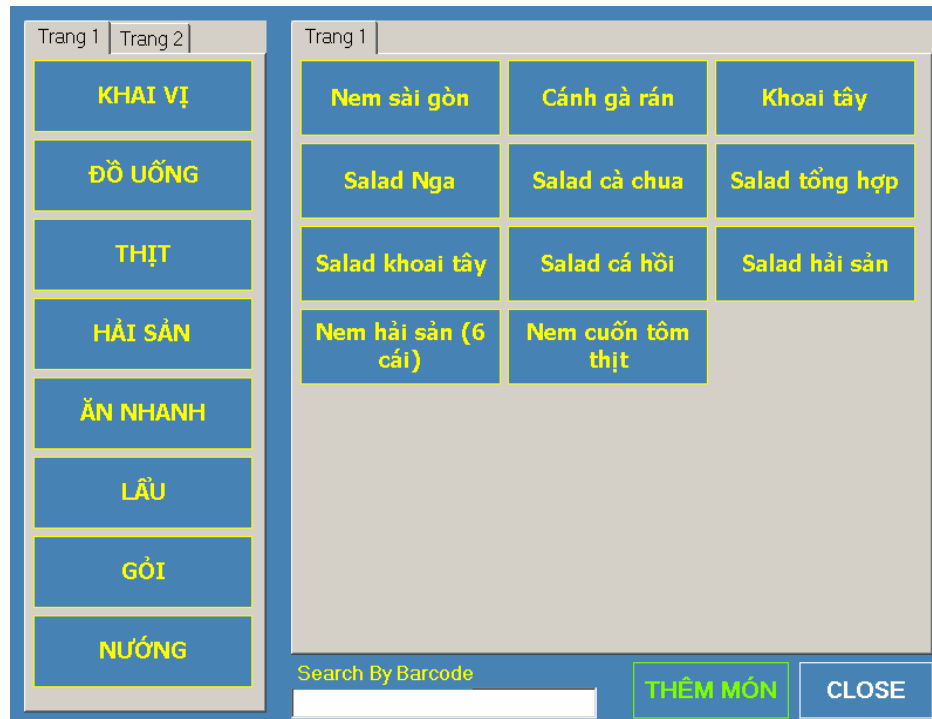 Trang 1 Trang 2
KHAI VỊ
ĐỒ UỐNG
THỊT
HẢI SẢN
ĂN NHANH
LẨU
GỎI
NƯỚNG
Trang 1
Nem sài gòn Cánh gà rán Khoai tây
Salad Nga Salad cà chua Salad tổng hợp
Salad khoai tây Salad cá hồi Salad hải sản
Nem hải sản (6
cái)
Nem cuốn tôm
thịt
Search By Barcode
THÊM MÓN CLOSE